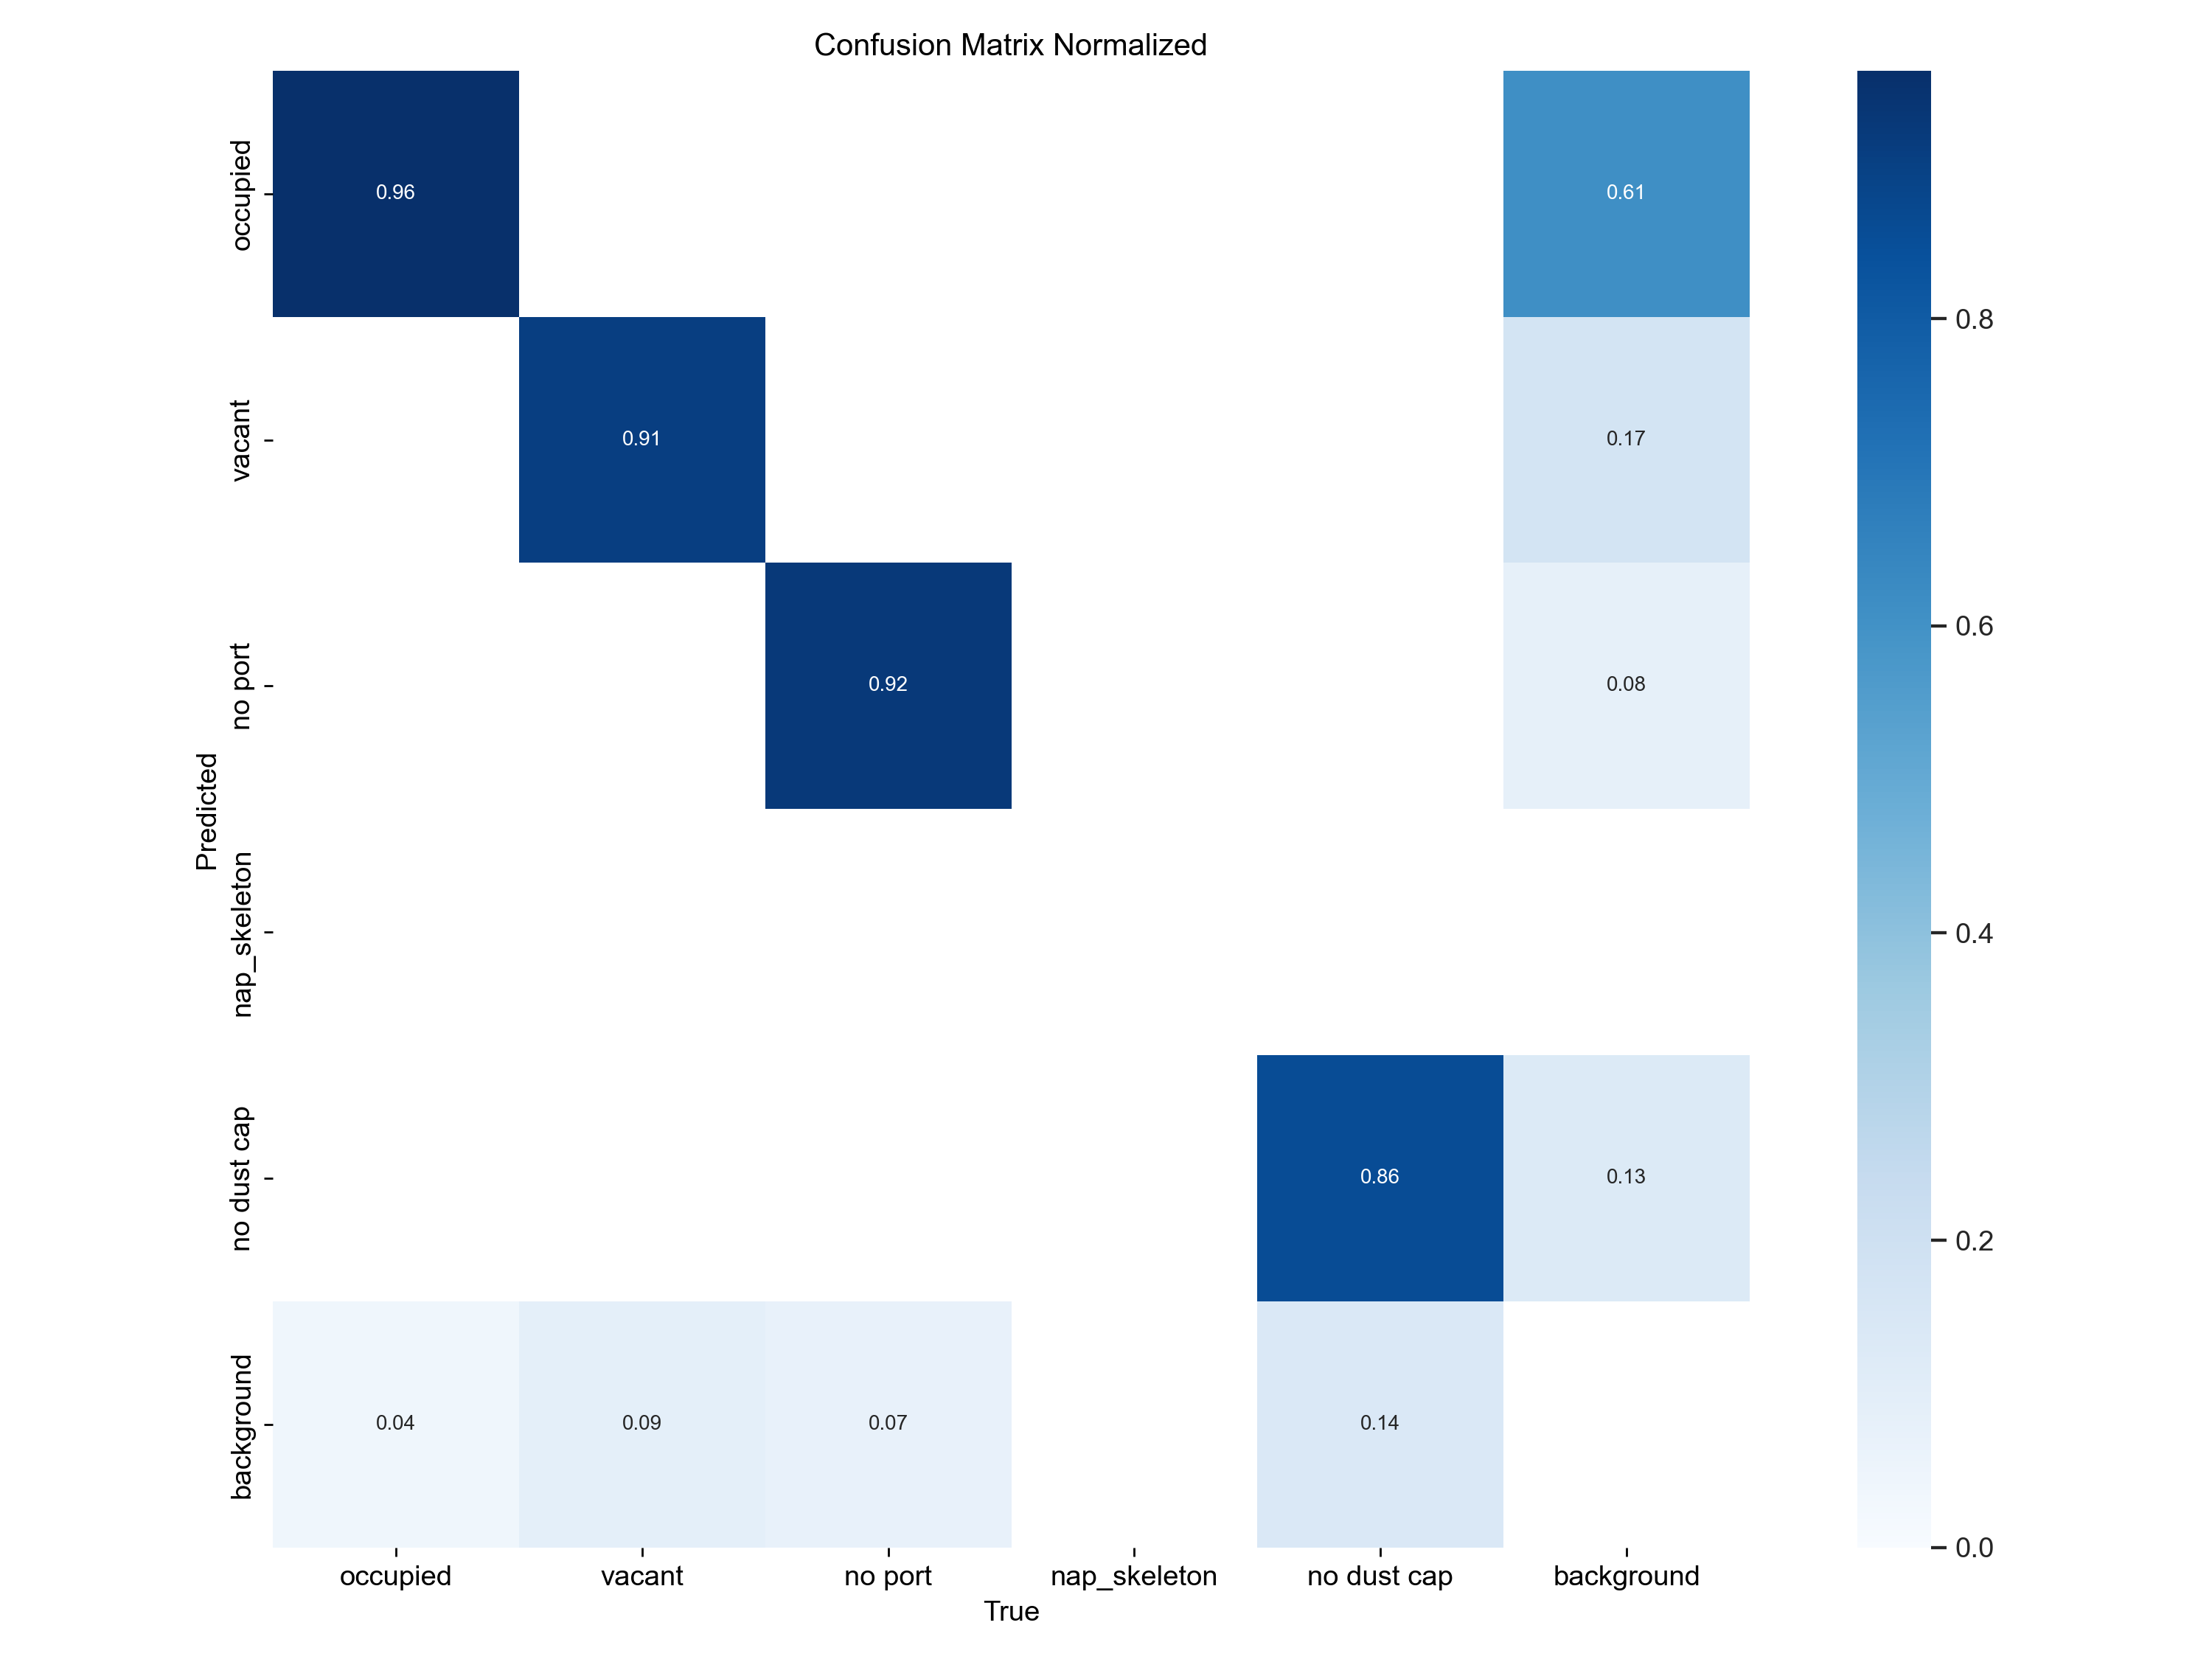 Confusion Matrix Normalized
occupied
0.96
0.61
vacant
0.91
0.17
no port
0.92
0.08
nap_skeleton
no dust cap
0.86
0.13
background
0.04
0.09
0.07
0.14
Predicted
occupied
vacant
no port
nap_skeleton
no dust cap
background
True
0.8
0.6
0.4
0.2
0.0